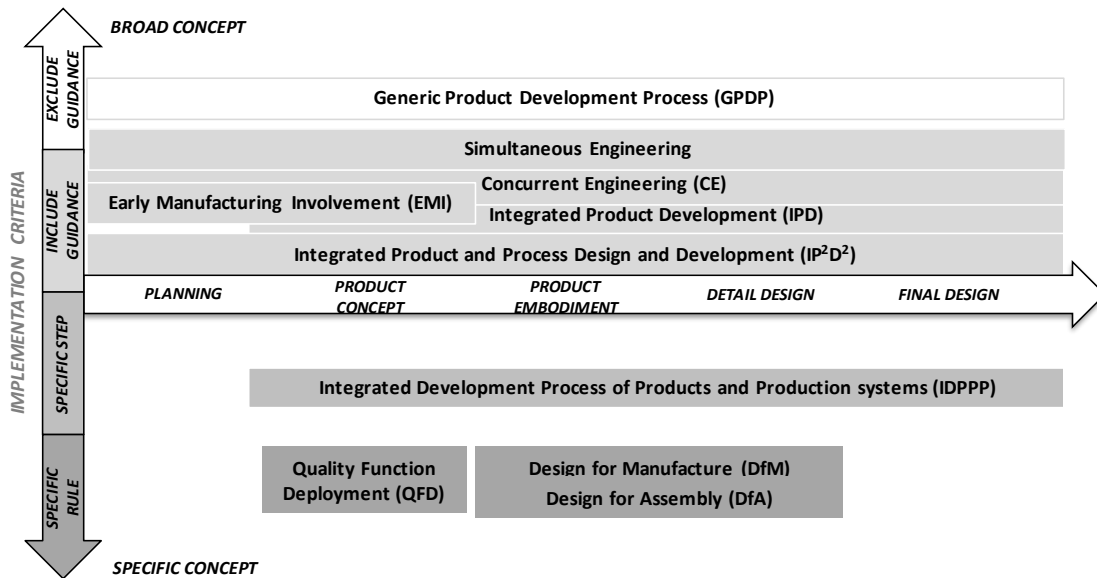 BROAD CONCEPT
EXCLUDE
GUIDANCE
Generic Product Development Process (GPDP)
IMPLEMENTATION CRITERIA
INCLUDE
GUIDANCE
Simultaneous Engineering
Concurrent Engineering (CE)
Early Manufacturing Involvement (EMI)
Integrated Product Development (IPD)
Integrated Product and Process Design and Development (IP²D²)
PLANNING
PRODUCT
CONCEPT
PRODUCT
EMBODIMENT
DETAIL DESIGN
FINAL DESIGN
SPECIFIC STEP
Integrated Development Process of Products and Production systems (IDPPP)
SPECIFIC
RULE
Quality Function
Deployment (QFD)
Design for Manufacture (DfM)
Design for Assembly (DfA)
SPECIFIC CONCEPT